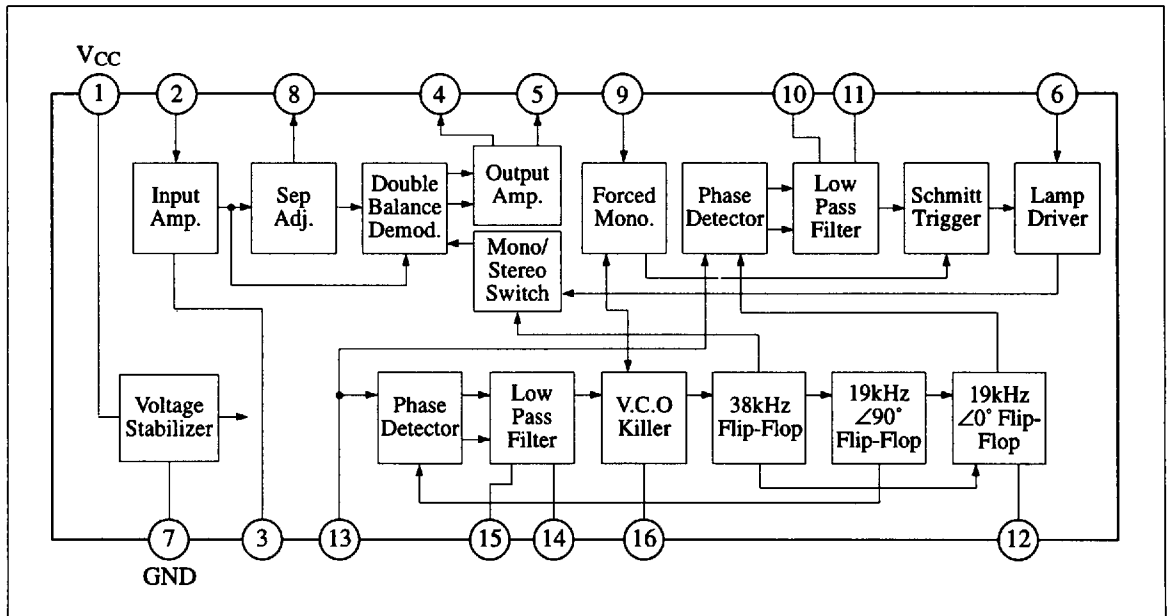 VCC
1
2
8
4
5
9
10
11
6
Input
Amp.
Sep
Adj.
Double
Balance
Demod.
Output
Amp.
Forced
Mono.
Phase
Detector
Low
Pass
Filter
Schmitt
Trigger
Lamp
Driver
Mono/
Stereo
Switch
Voltage
Stabilizer
Phase
Detector
Low
Pass
Filter
V.C.O
Killer
38kHz
Flip-Flop
19kHz
∠90°
Flip-Flop
19kHz
∠0° Flip-
Flop
7
3
13
15
14
16
12
GND